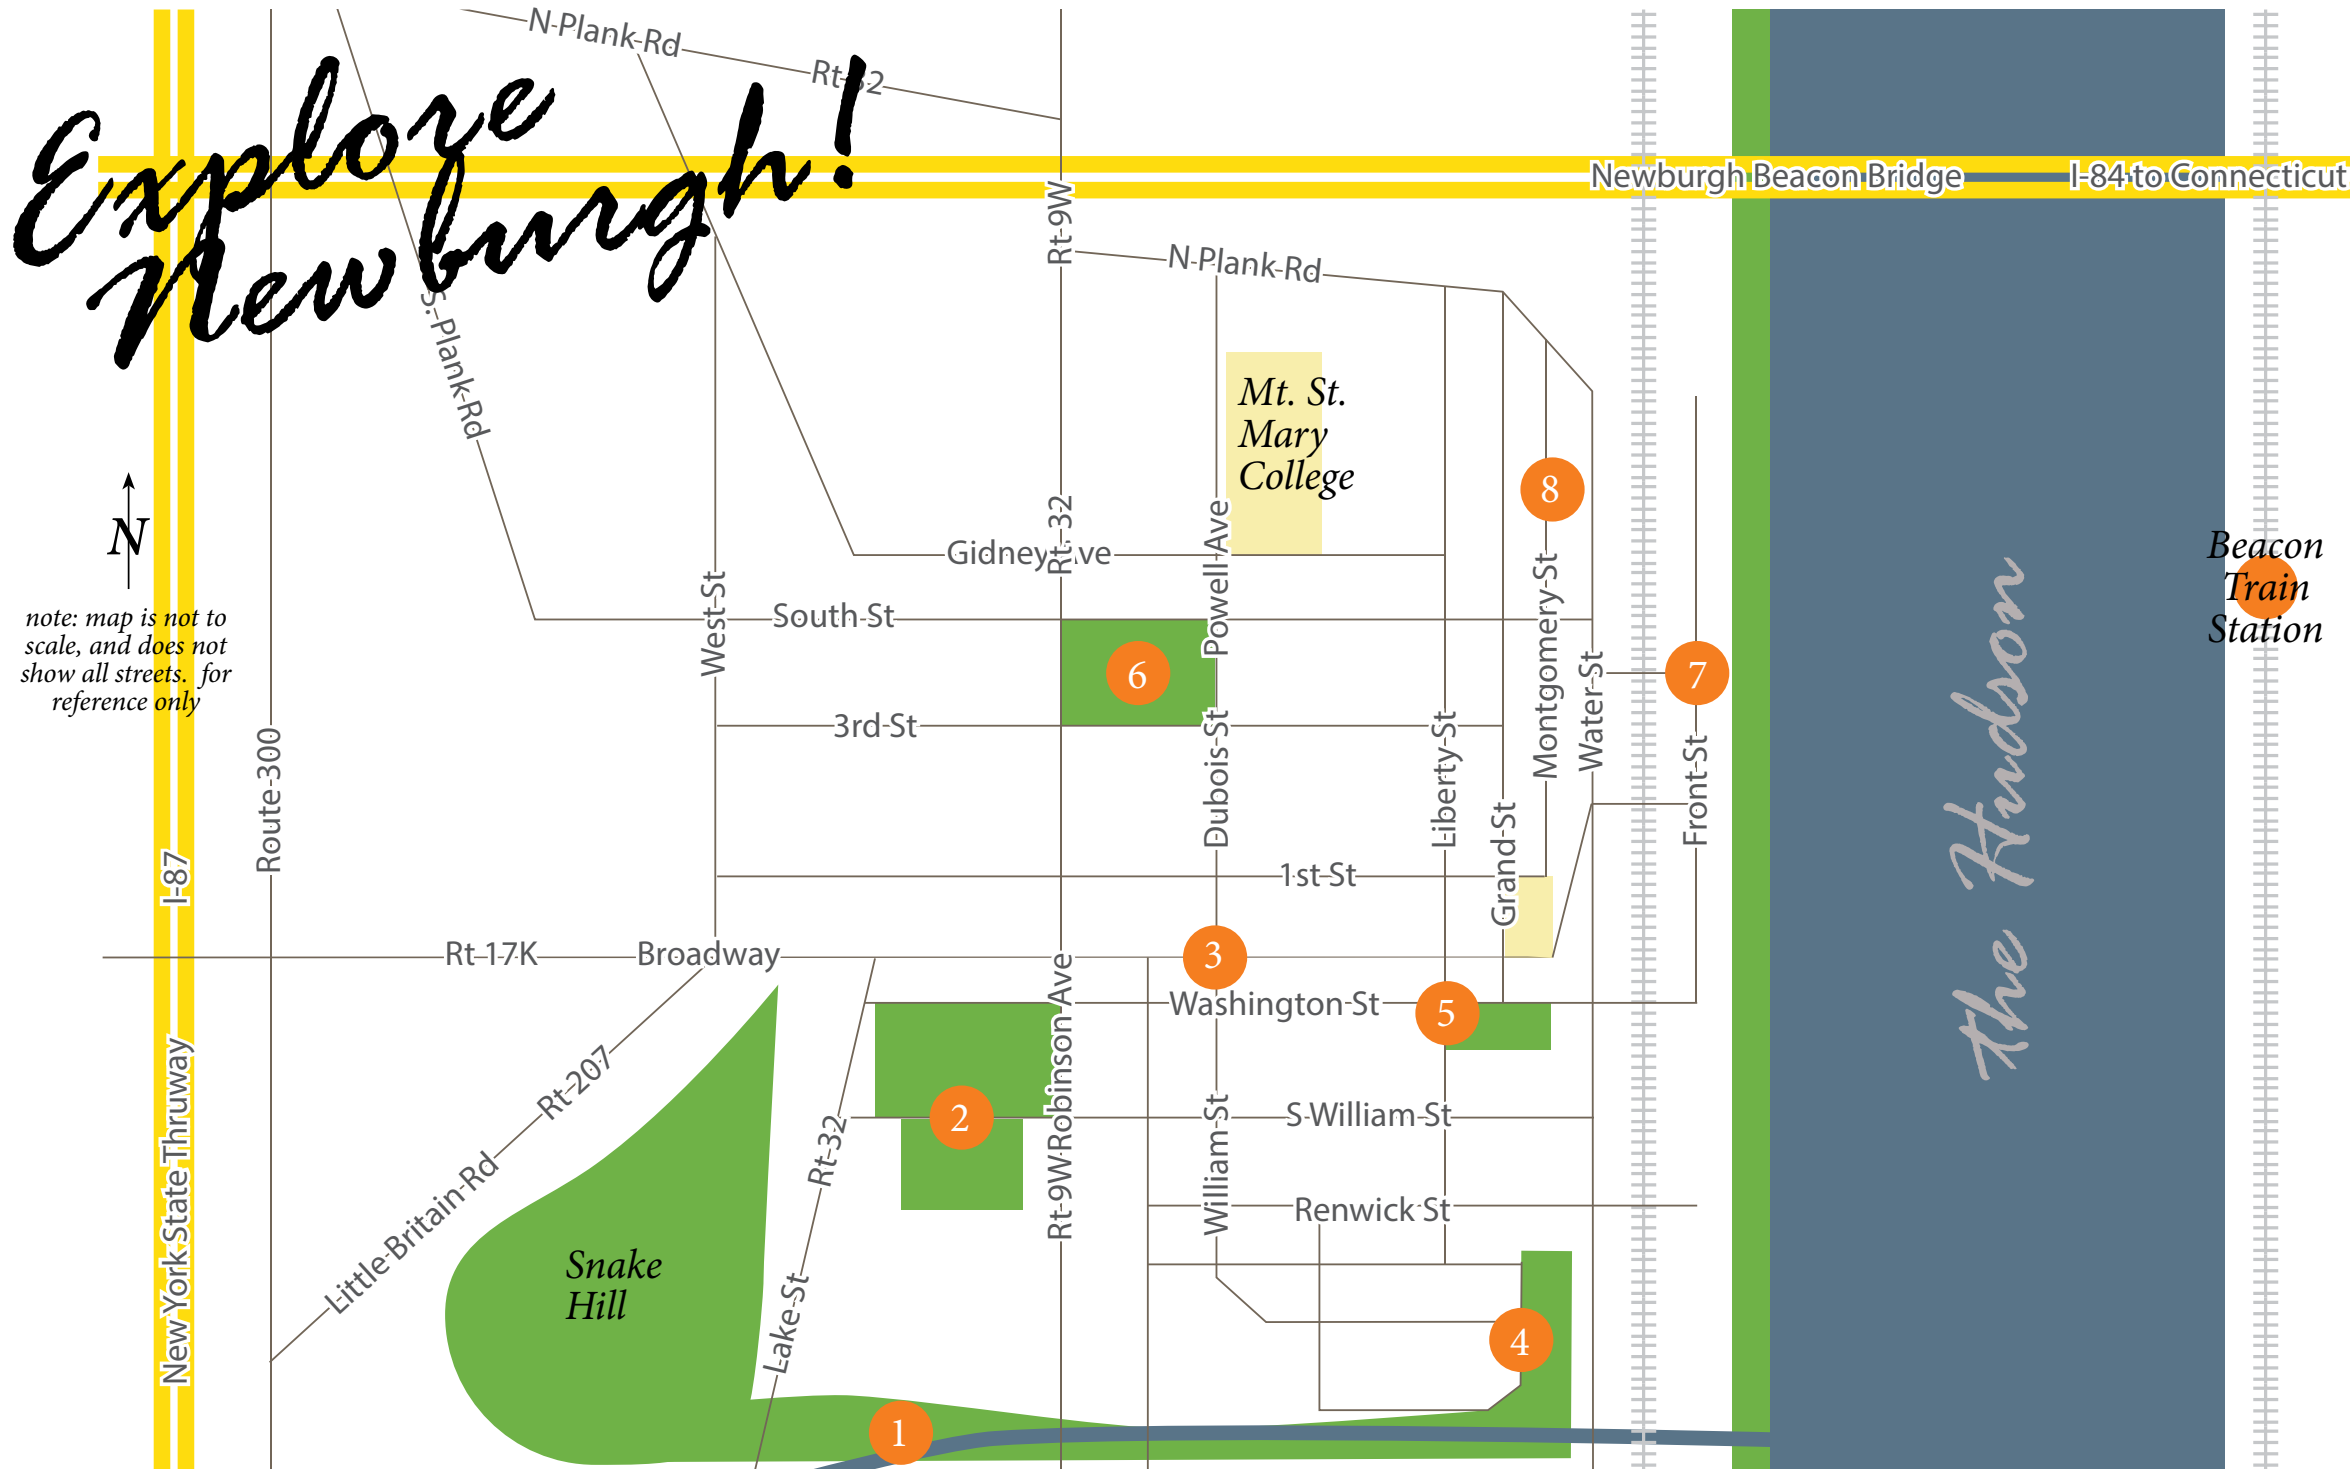 N Plank Rd
Rt 32
Explore
Newburgh!
Newburgh Beacon Bridge
I-84 to Connecticut
Rt 9W
N Plank Rd
S. Plank Rd
Mt. St.
Mary
College
8
N
Rt 32
Gidney Ave
Powell Ave
Beacon
Train
Station
note: map is not to
scale, and does not
show all streets. for
reference only
West St
South St
Montgomery St
Water St
6
7
3rd St
Dubois St
Liberty St
Front St
Route 300
the Hudson
I-87
1st St
Grand St
Rt 17K
Broadway
3
Washington St
5
Rt 9W Robinson Ave
Rt 207
2
Rt 32
William St
S William St
New York State Thruway
Little Britain Rd
Renwick St
Snake
Hill
Lake St
4
1